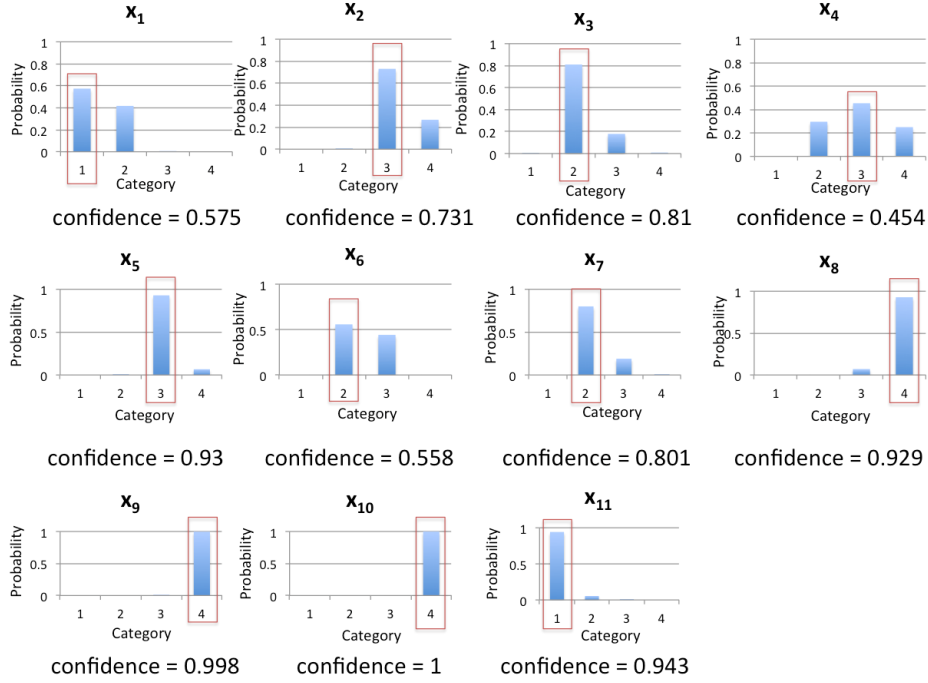 x1
1
0.8
0.6
0.4
0.2
0
Probability
1 2 3 4
Category
confidence = 0.575
x2
1
0.8
0.6
0.4
0.2
0
Probability
1 2 3 4
Category
confidence = 0.731
x3
1
0.8
0.6
0.4
0.2
0
Probability
1 2 3 4
Category
confidence = 0.81
x4
1
0.8
0.6
0.4
0.2
0
Probability
1 2 3 4
Category
confidence = 0.454
x5
1
0.5
0
Probability
1 2 3 4
Category
confidence = 0.93
x6
1
0.5
0
Probability
1 2 3 4
Category
confidence = 0.558
x7
1
0.5
0
Probability
1 2 3 4
Category
confidence = 0.801
x8
1
0.5
0
Probability
1 2 3 4
Category
confidence = 0.929
x9
1
0.5
0
Probability
1 2 3 4
Category
confidence = 0.998
x10
1
0.5
0
Probability
1 2 3 4
Category
confidence = 1
x11
1
0.5
0
Probability
1 2 3 4
Category
confidence = 0.943